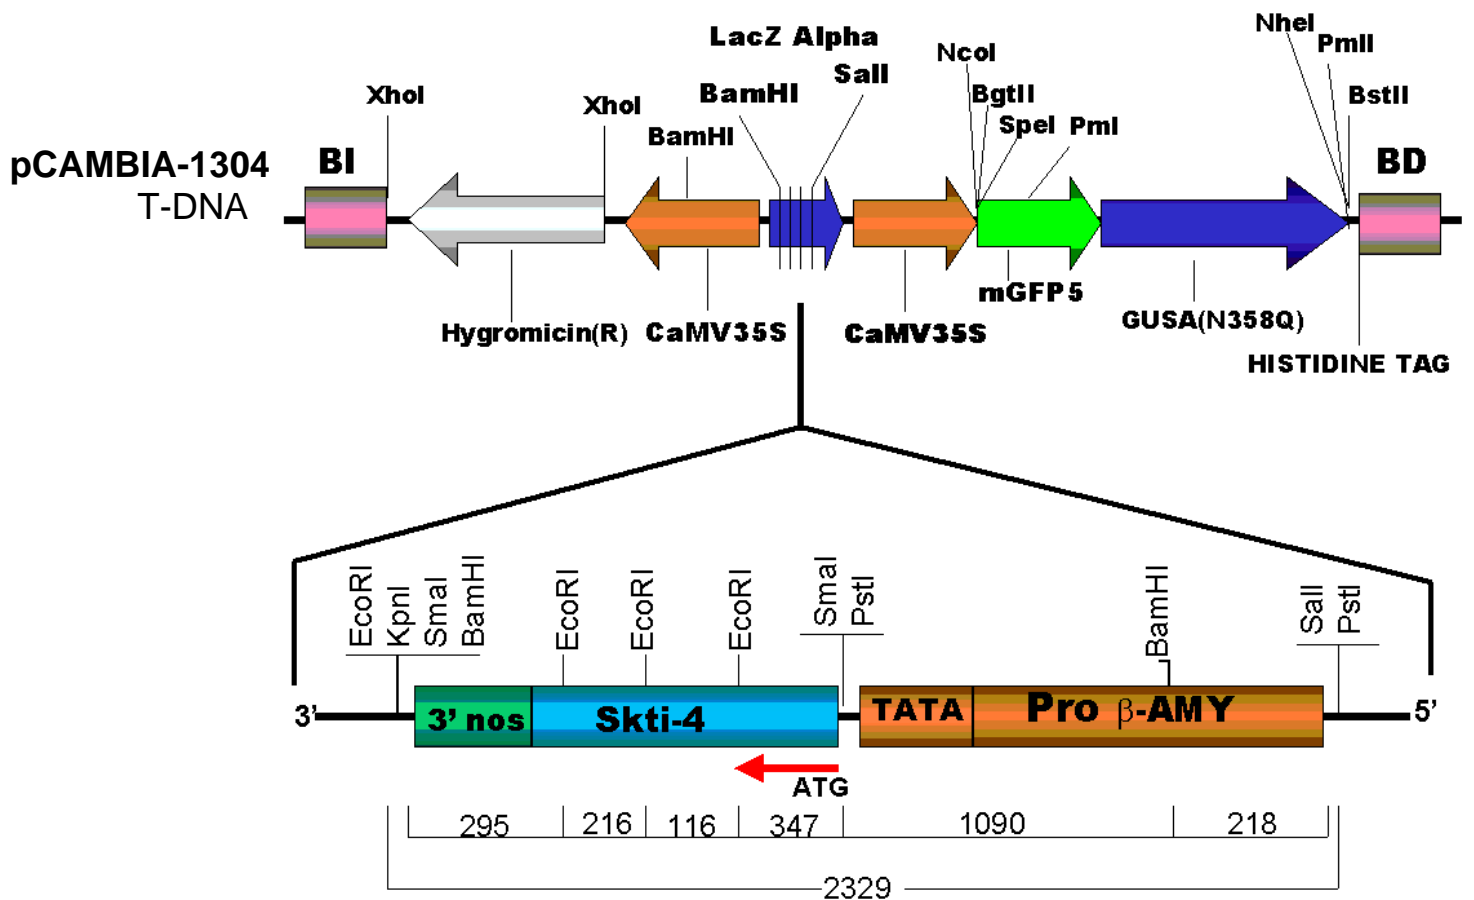 LacZ Alpha
NheI
NcoI
PmlI
SalI
XhoI
BamHI
BgtII
BstII
XhoI
SpeI
PmI
BamHI
pCAMBIA-1304
T-DNA
BI
BD
mGFP5
Hygromicin(R)
CaMV35S
CaMV35S
GUSA(N358Q)
HISTIDINE TAG
EcoRI
KpnI
SmaI
BamHI
EcoRI
EcoRI
EcoRI
SmaI
PstI
BamHI
SalI
PstI
3’
3’ nos
Skti-4
TATA
Pro β-AMY
5’
ATG
295
216
116
347
1090
218
2329